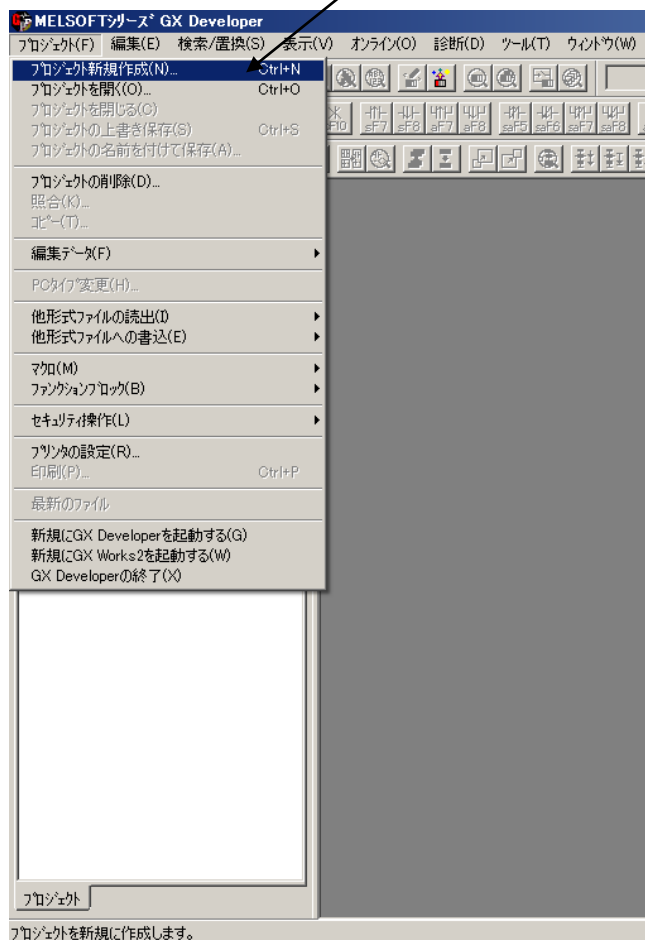 MELSOFTシリーズ GX Developer
プロジェクト(F) 編集(E) 検索/置換(S) 表示(V) オンライン(O) 診断(D) ツール(T) ウィンドウ(W)
プロジェクト新規作成(N)... Ctrl+N
プロジェクトを開く(O)... Ctrl+O
プロジェクトを閉じる(C)
プロジェクトの上書き保存(S) Ctrl+S
プロジェクトの名前を付けて保存(A)...
F10 sF7 sF8 aF7 aF8 saF5 saF6 saF7 saF8
プロジェクトの削除(D)...
照合(K)...
コピー(T)...
編集データ(F)
PCタイプ変更(H)...
他形式ファイルの読出(I)
他形式ファイルへの書込(E)
マクロ(M)
ファンクションブロック(B)
セキュリティ操作(L)
プリンタの設定(R)...
印刷(P)... Ctrl+P
最新のファイル
新規にGX Developerを起動する(G)
新規にGX Works2を起動する(W)
GX Developerの終了(X)
プロジェクト
プロジェクトを新規に作成します。